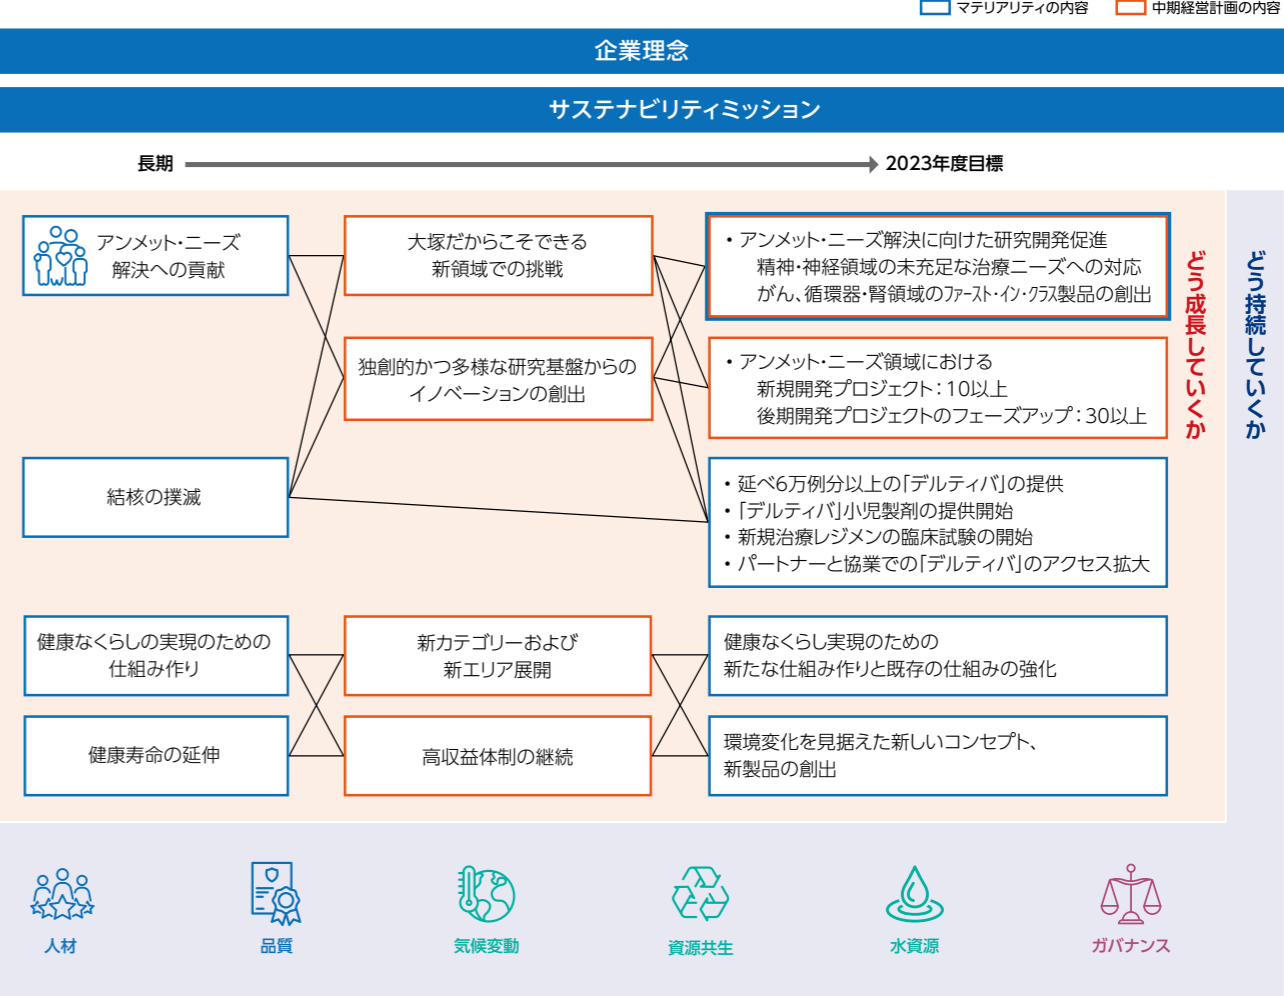 マテリアリティの内容
中期経営計画の内容
企業理念
サステナビリティミッション
長期
2023年度目標
アンメット・ニーズ
解決への貢献
大塚だからこそできる
新領域での挑戦
・アンメット・ニーズ解決に向けた研究開発促進
精神・神経領域の未充足な治療ニーズへの対応
がん、循環器・腎領域のファースト・イン・クラス製品の創出
独創的かつ多様な研究基盤からの
イノベーションの創出
・アンメット・ニーズ領域における
新規開発プロジェクト：10以上
後期開発プロジェクトのフェーズアップ：30以上
結核の撲滅
・延べ6万例分以上の「デルティバ」の提供
・「デルティバ」小児製剤の提供開始
・新規治療レジメンの臨床試験の開始
・パートナーと協業での「デルティバ」のアクセス拡大
健康なくらしの実現のための
仕組み作り
新カテゴリーおよび
新エリア展開
健康なくらし実現のための
新たな仕組み作りと既存の仕組みの強化
健康寿命の延伸
高収益体制の継続
環境変化を見据えた新しいコンセプト、
新製品の創出
どう成長していくか
どう持続していくか
人材
品質
気候変動
資源共生
水資源
ガバナンス